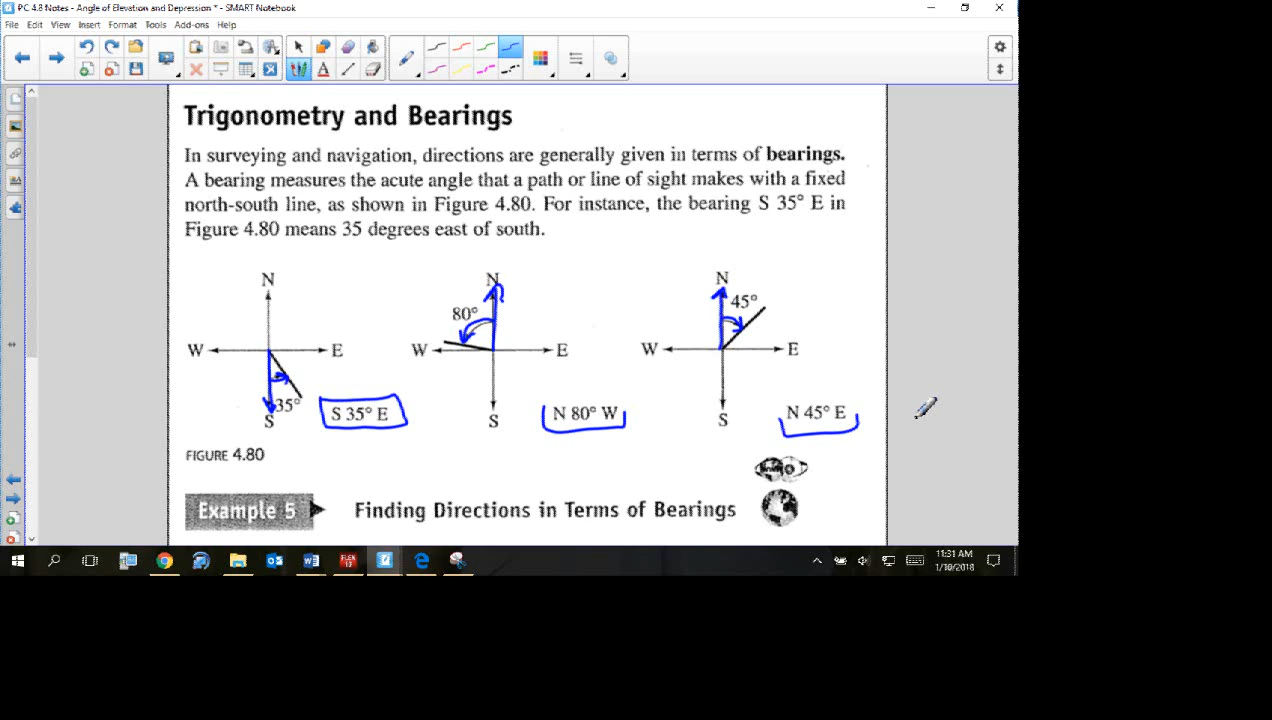 PC 4.8 Notes - Angle of Elevation and Depression * - SMART Notebook
File Edit View Insert Format Tools Add-ons Help
Trigonometry and Bearings
In surveying and navigation, directions are generally given in terms of bearings.
A bearing measures the acute angle that a path or line of sight makes with a fixed
north-south line, as shown in Figure 4.80. For instance, the bearing S 35° E in
Figure 4.80 means 35 degrees east of south.
N
W
E
S
35°
S 35° E
N
80°
W
E
S
N 80° W
N
45°
W
E
S
N 45° E
FIGURE 4.80
Example 5
Finding Directions in Terms of Bearings
11:31 AM
1/10/2018